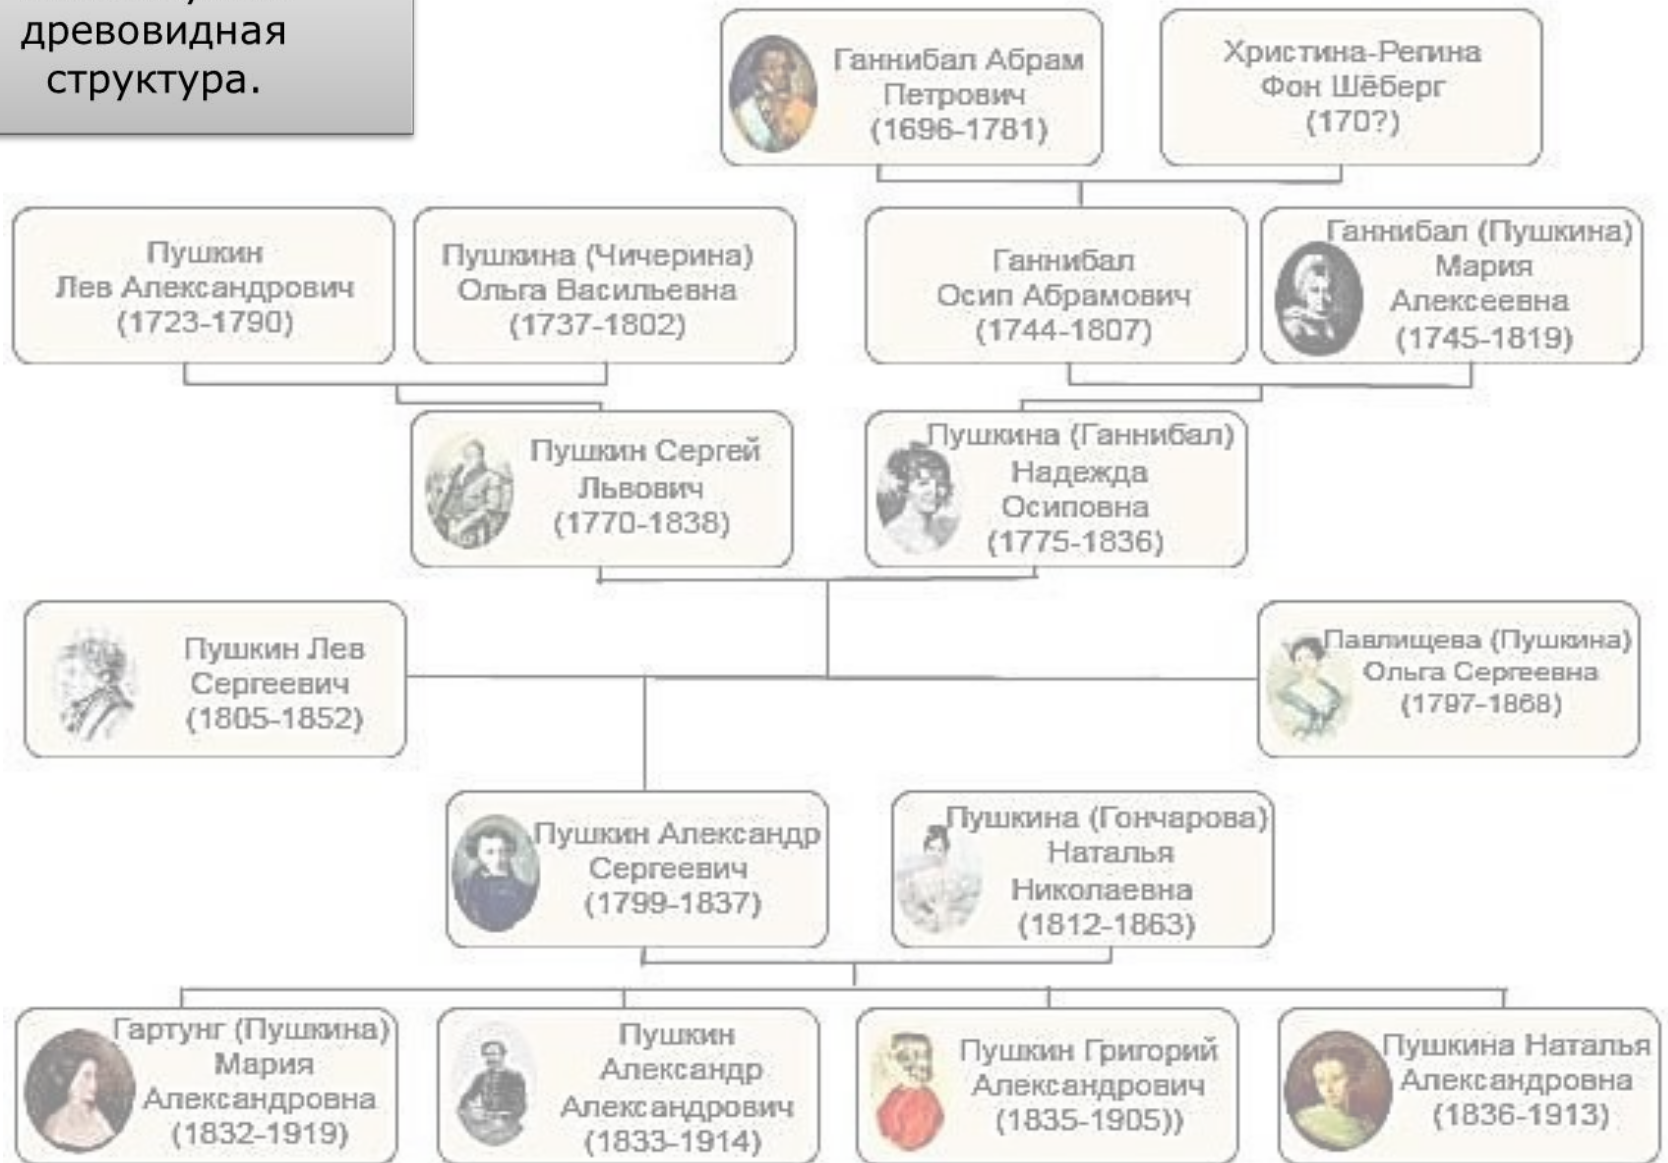 древовидная
структура.
Ганнибал Абрам
Петрович
(1696-1781)
Христина-Регина
Фон Шёберг
(170?)
Пушкин
Лев Александрович
(1723-1790)
Пушкина (Чичерина)
Ольга Васильевна
(1737-1802)
Ганнибал
Осип Абрамович
(1744-1807)
Ганнибал (Пушкина)
Мария
Алексеевна
(1745-1819)
Пушкин Сергей
Львович
(1770-1838)
Пушкина (Ганнибал)
Надежда
Осиповна
(1775-1836)
Пушкин Лев
Сергеевич
(1805-1852)
Павлищева (Пушкина)
Ольга Сергеевна
(1797-1868)
Пушкин Александр
Сергеевич
(1799-1837)
Пушкина (Гончарова)
Наталья
Николаевна
(1812-1863)
Гартунг (Пушкина)
Мария
Александровна
(1832-1919)
Пушкин
Александр
Александрович
(1833-1914)
Пушкин Григорий
Александрович
(1835-1905))
Пушкина Наталья
Александровна
(1836-1913)